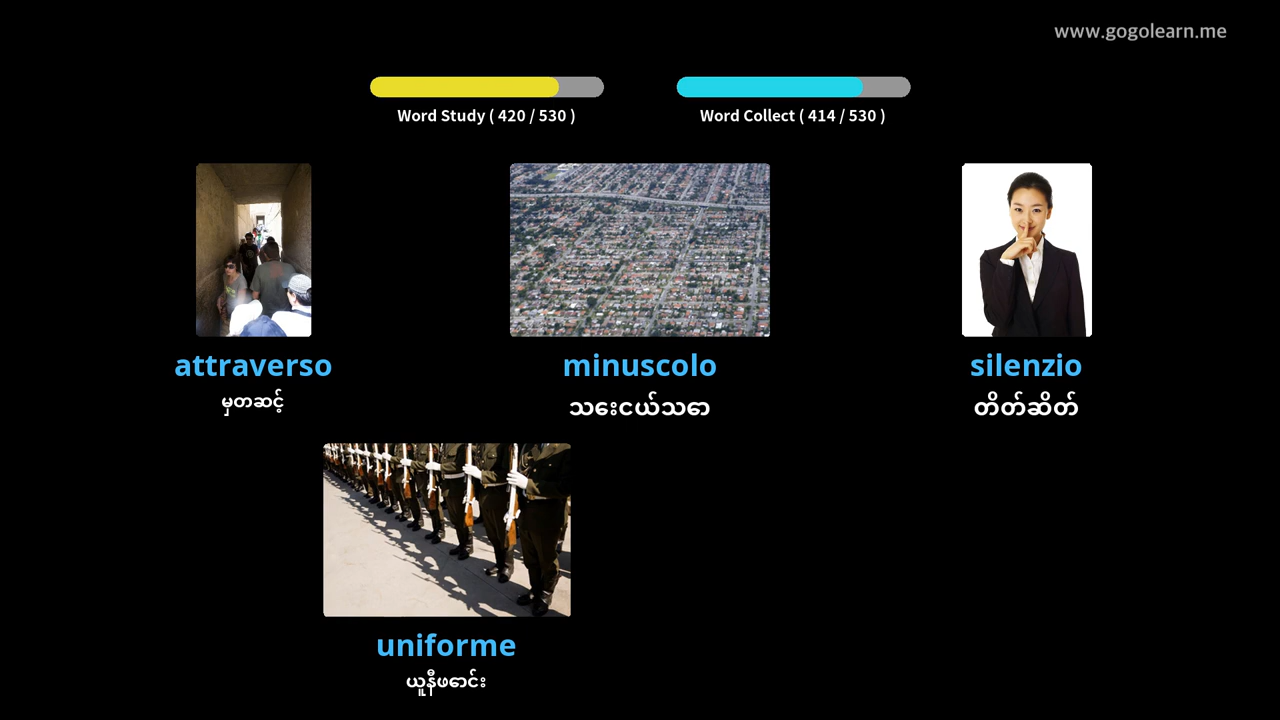 www.gogolearn.me
Word Study ( 420 / 530 )
Word Collect ( 414 / 530 )
attraverso
မှတဆင့်
minuscolo
သေးငယ်သော
silenzio
တိတ်ဆိတ်
uniforme
ယူနီဖောင်း